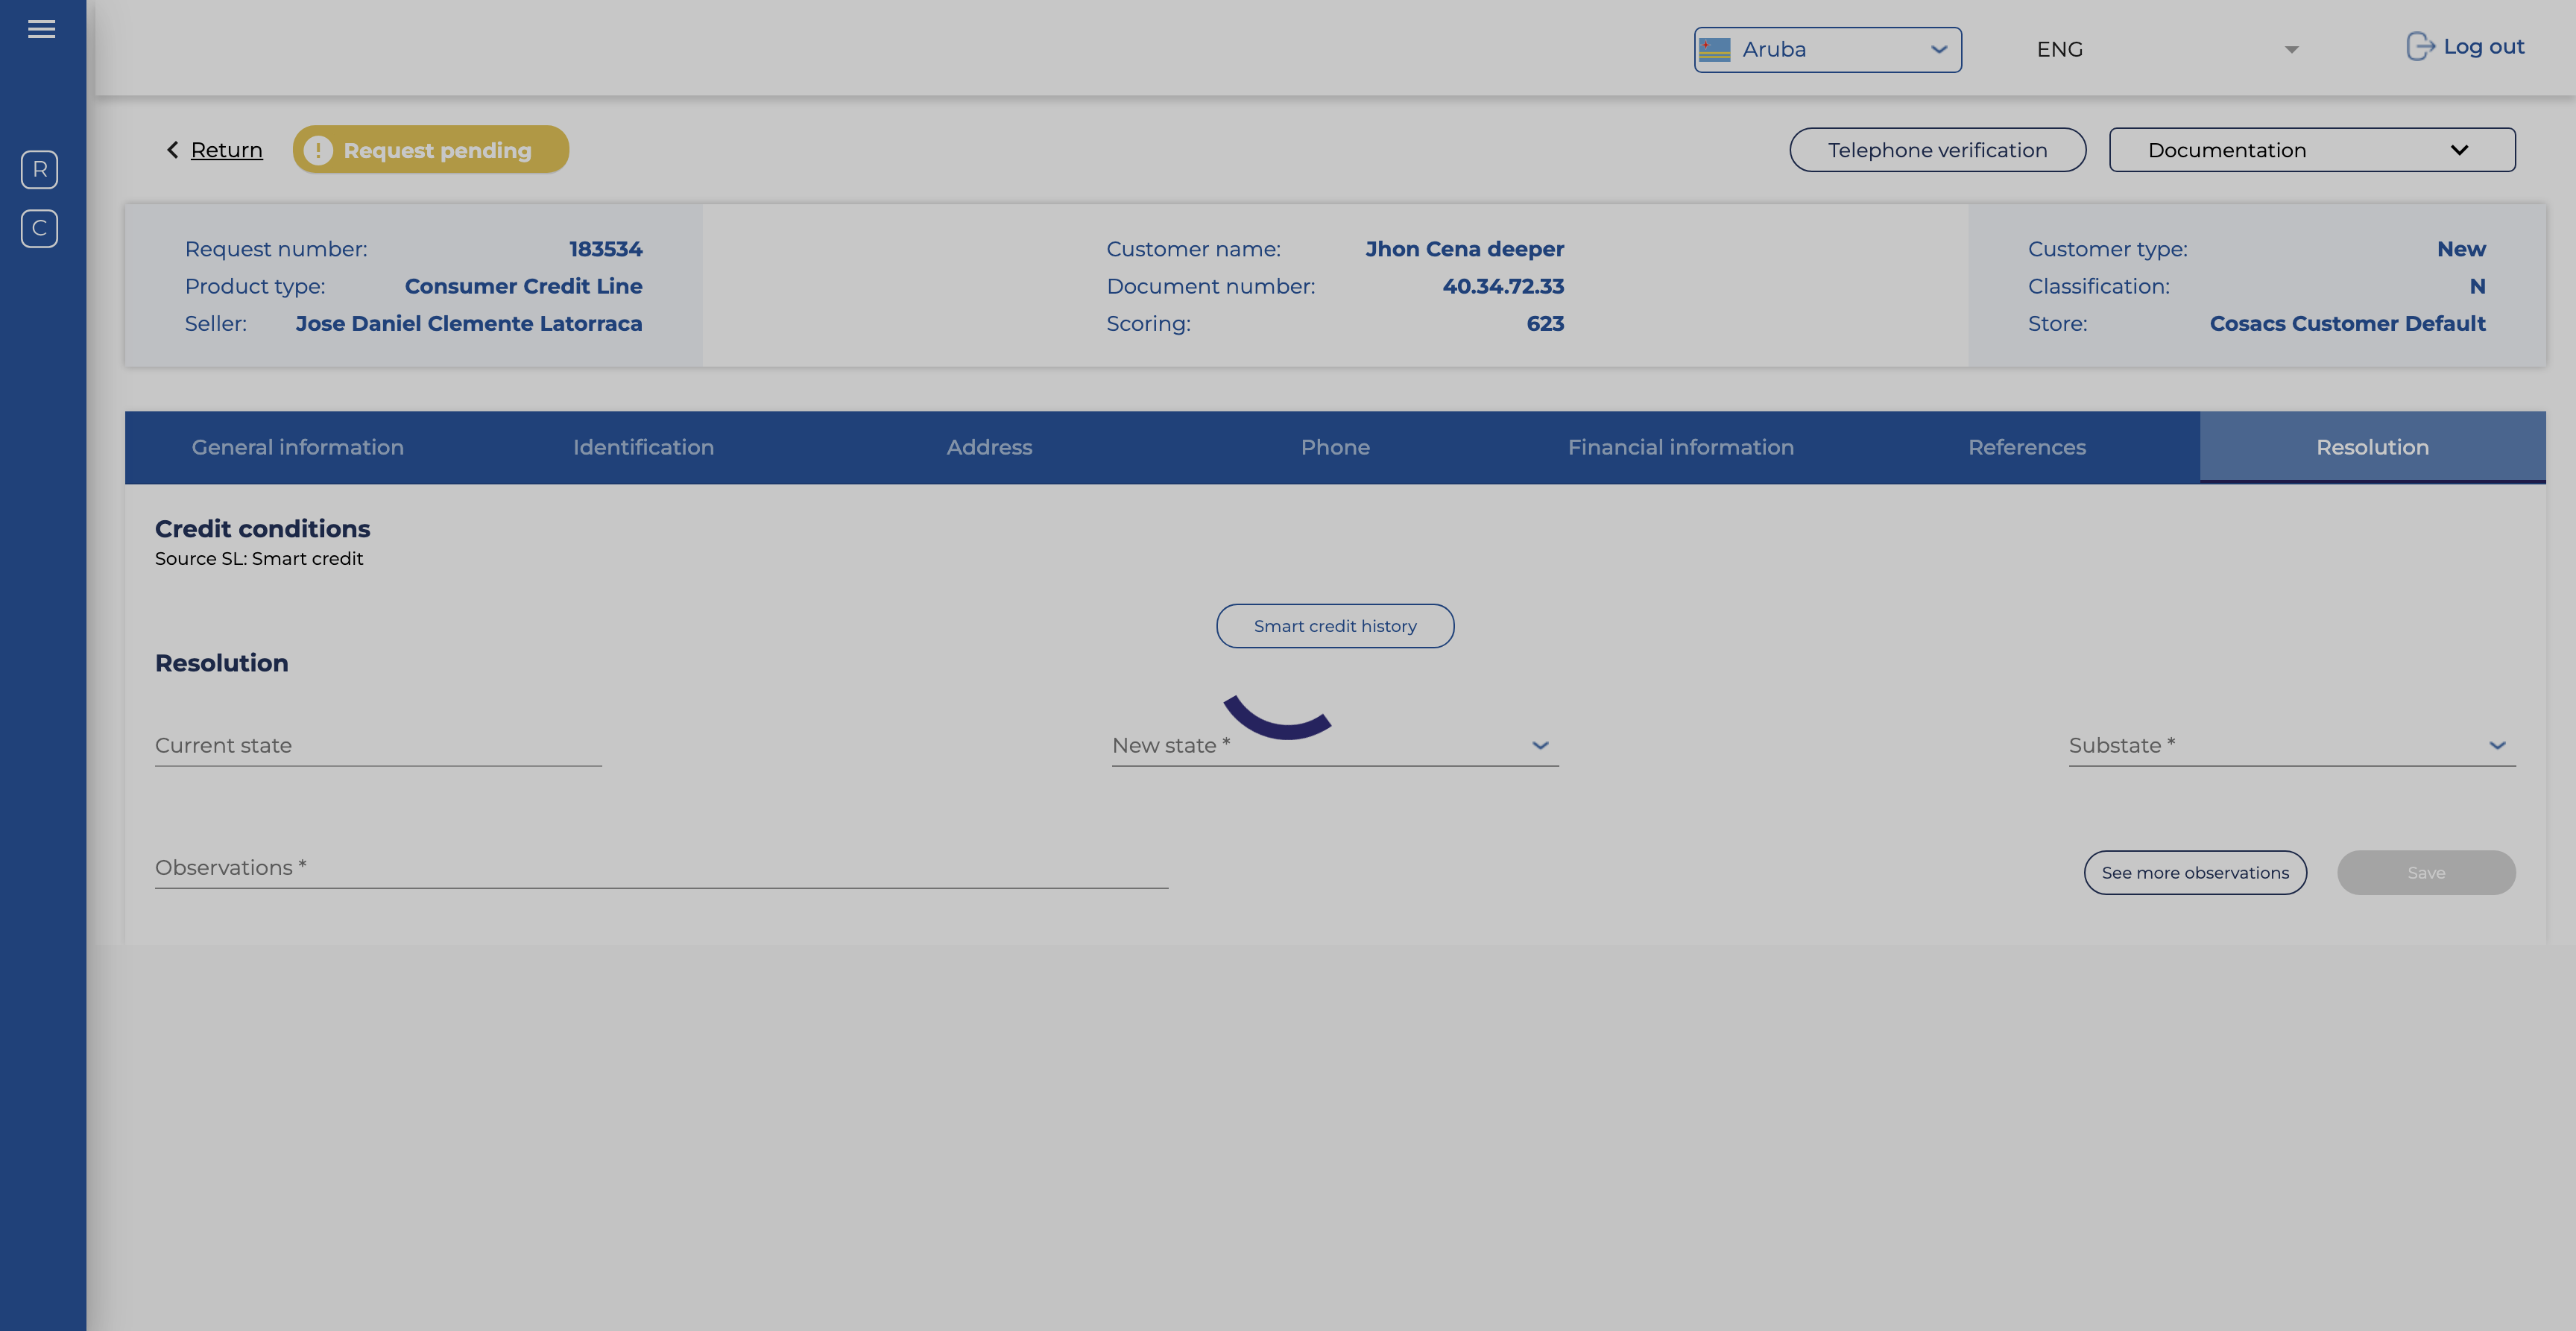 Aruba
ENG
Log out
R
C
Return
Request pending
Telephone verification
Documentation
Request number: 183534
Product type: Consumer Credit Line
Seller: Jose Daniel Clemente Latorraca
Customer name: Jhon Cena deeper
Document number: 40.34.72.33
Scoring: 623
Customer type: New
Classification: N
Store: Cosacs Customer Default
General information
Identification
Address
Phone
Financial information
References
Resolution
Credit conditions
Source SL: Smart credit
Smart credit history
Resolution
Current state
New state *
Substate *
Observations *
See more observations
Save